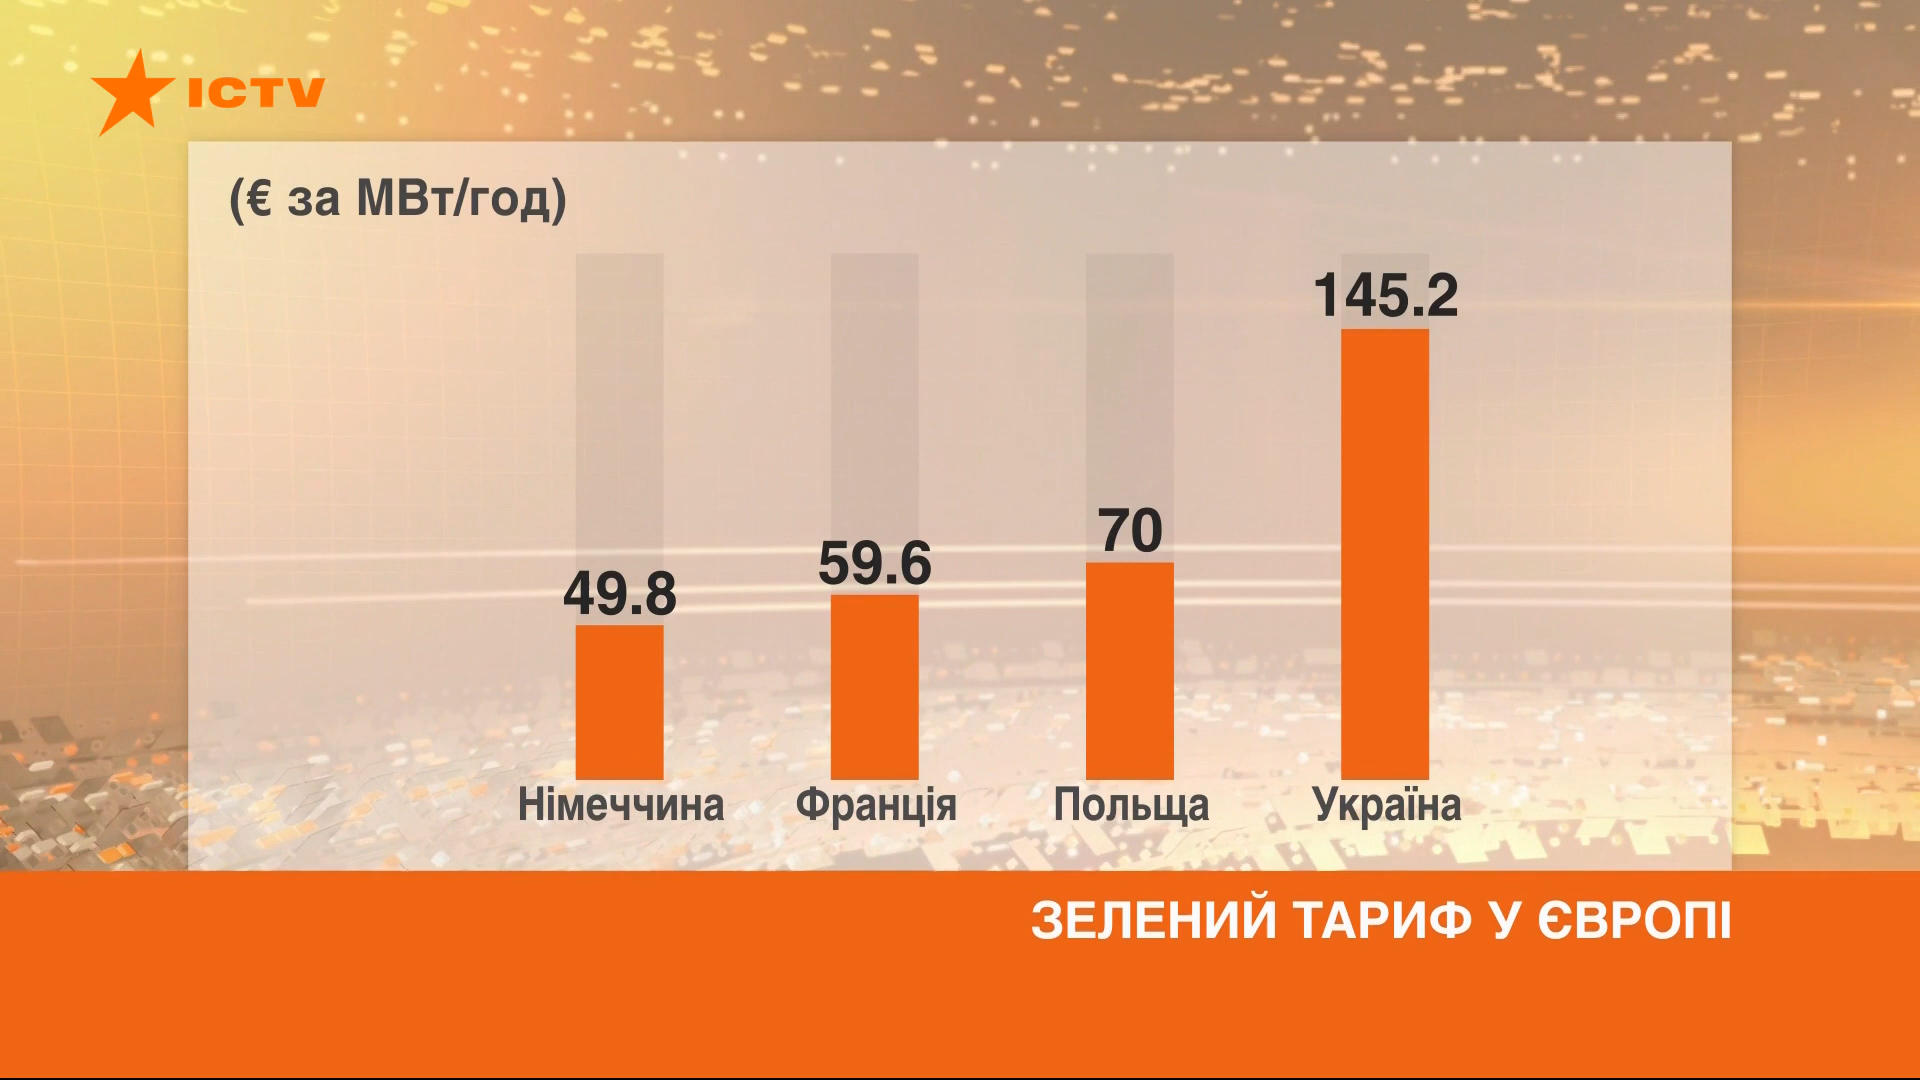 ICTV
(€ за МВт/год)
145.2
70
59.6
49.8
Німеччина Франція Польща Україна
ЗЕЛЕНИЙ ТАРИФ У ЄВРОПІ